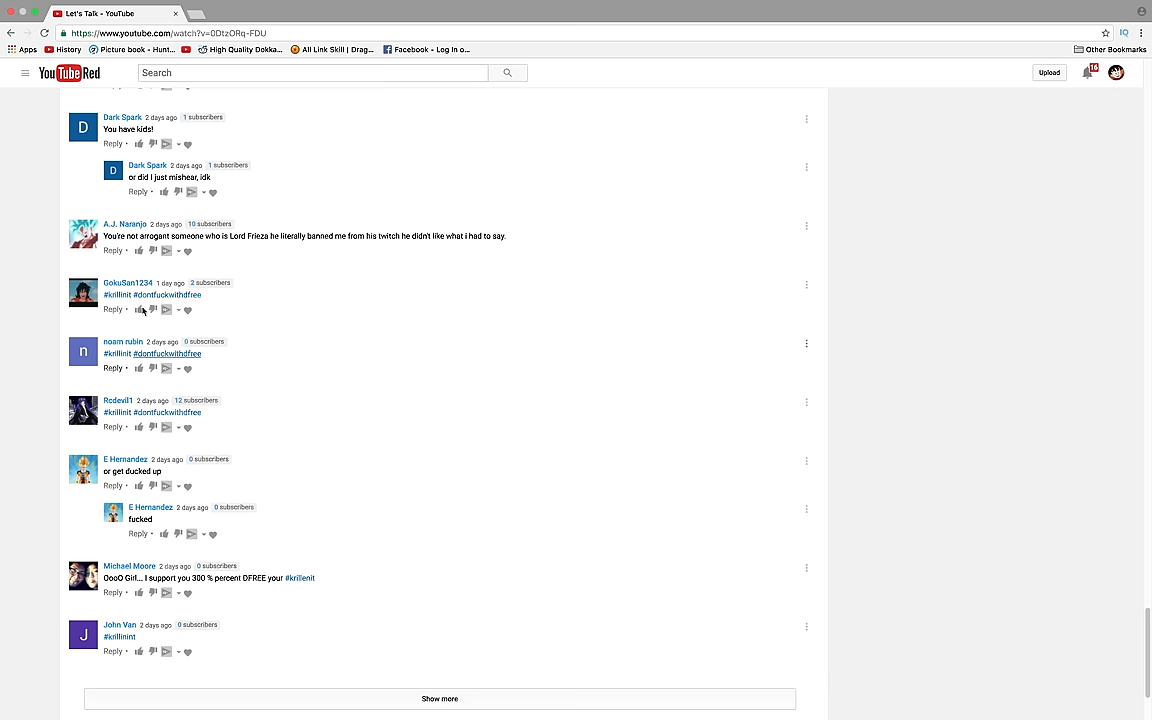 Let's Talk - YouTube
https://www.youtube.com/watch?v=0DtzORq-FDU
IQ
Apps History Picture book - Hunt... High Quality Dokka... All Link Skill | Drag... Facebook - Log In o... Other Bookmarks
YouTube Red Search Upload 16
D Dark Spark 2 days ago 1 subscribers
You have kids!
Reply
D Dark Spark 2 days ago 1 subscribers
or did I just mishear, idk
Reply
A.J. Naranjo 2 days ago 10 subscribers
You're not arrogant someone who is Lord Frieza he literally banned me from his twitch he didn't like what i had to say.
Reply
GokuSan1234 1 day ago 2 subscribers
#krillinit #dontfuckwithdfree
Reply
n noam rubin 2 days ago 0 subscribers
#krillinit #dontfuckwithdfree
Reply
Rcdevil1 2 days ago 12 subscribers
#krillinit #dontfuckwithdfree
Reply
E Hernandez 2 days ago 0 subscribers
or get ducked up
Reply
E Hernandez 2 days ago 0 subscribers
fucked
Reply
Michael Moore 2 days ago 0 subscribers
OooO Girl... I support you 300 % percent DFREE your #krillenit
Reply
J John Van 2 days ago 0 subscribers
#krillinint
Reply
Show more